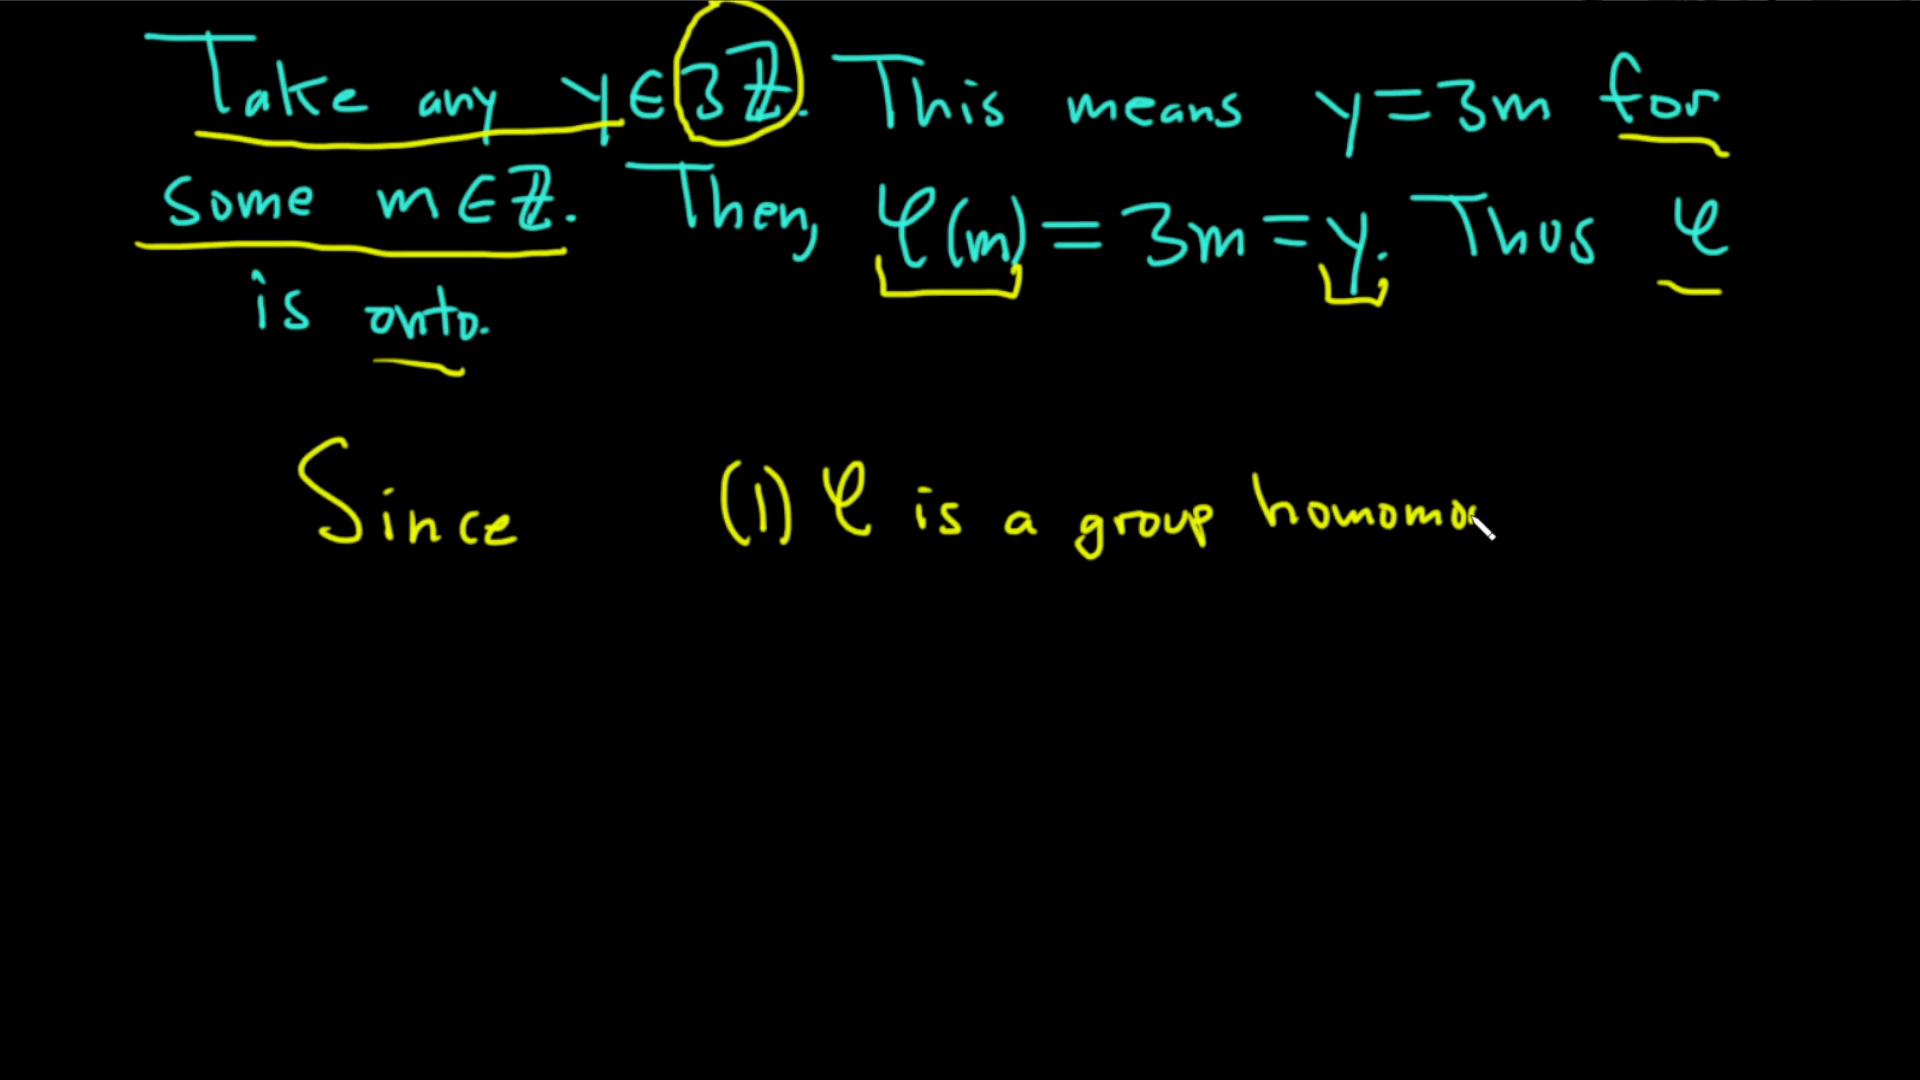 Take any y∈3ℤ. This means y=3m for
some m∈ℤ. Then, φ(m)=3m=y. Thus φ
is onto.
Since (1) φ is a group homomo